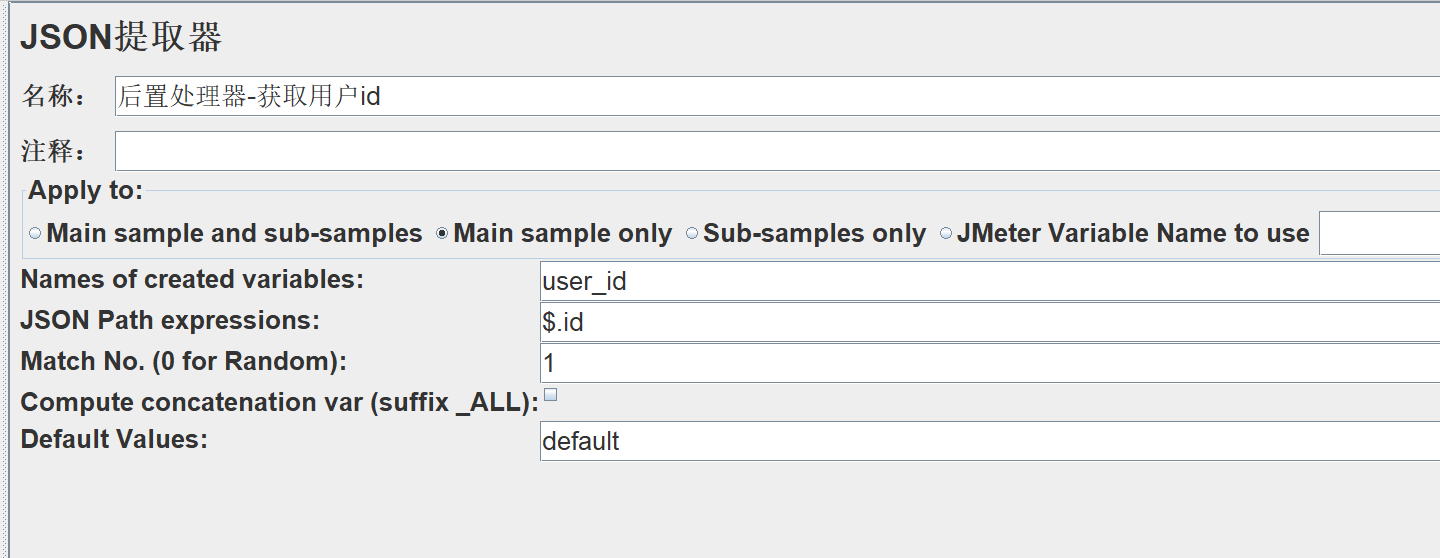 JSON提取器
名称： 后置处理器-获取用户id
注释：
Apply to:
Main sample and sub-samples Main sample only Sub-samples only JMeter Variable Name to use
Names of created variables: user_id
JSON Path expressions: $.id
Match No. (0 for Random): 1
Compute concatenation var (suffix _ALL):
Default Values: default